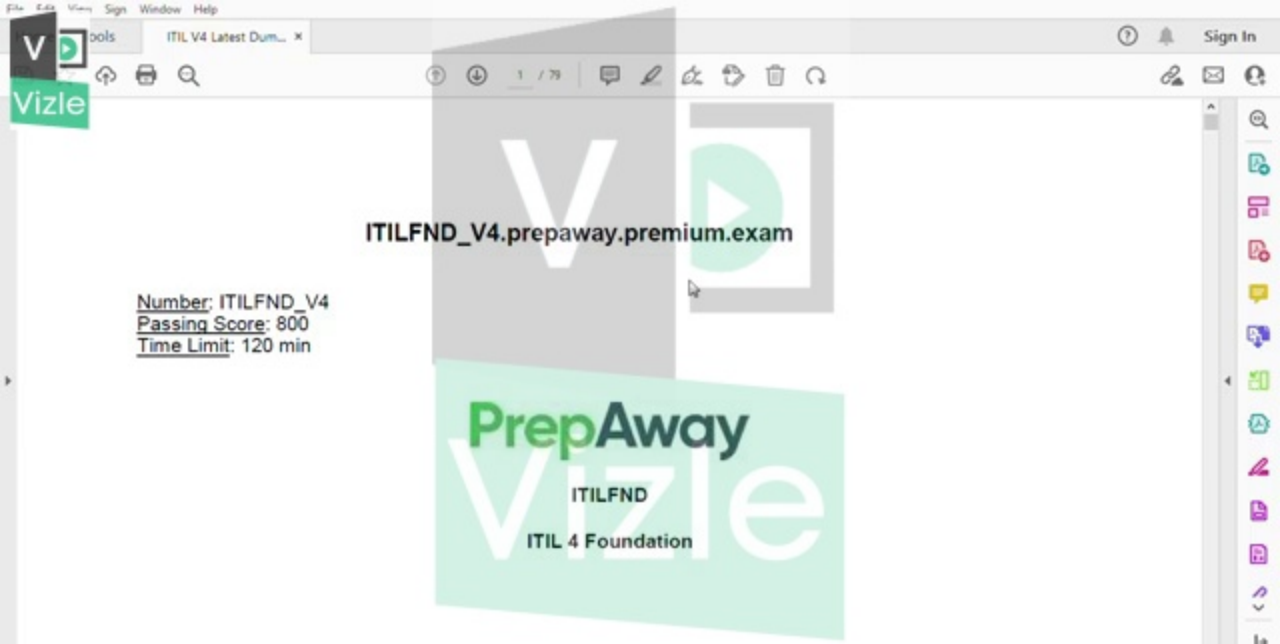 File Edit View Sign Window Help
ools
ITIL V4 Latest Dum... ×
Sign In
1 / 79
V
Vizle
V
ITILFND_V4.prepaway.premium.exam
Number: ITILFND_V4
Passing Score: 800
Time Limit: 120 min
PrepAway
Vizle
ITILFND
ITIL 4 Foundation